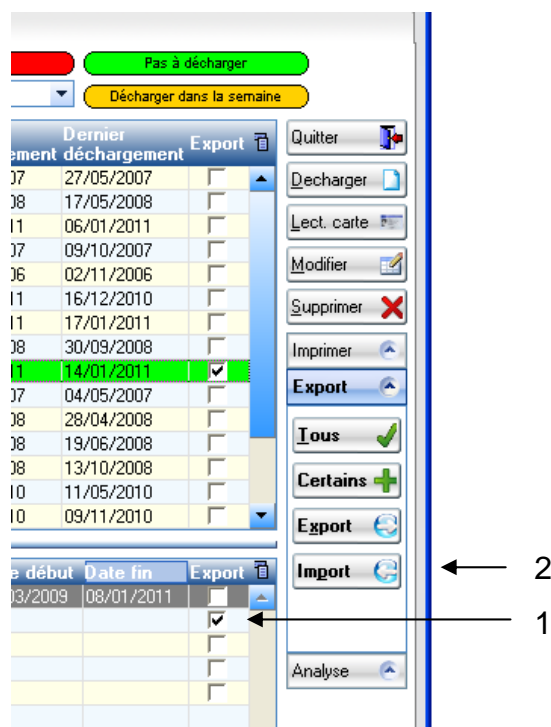 Pas à décharger
Décharger dans la semaine
Dernier
ement déchargement Export
07 27/05/2007
08 17/05/2008
11 06/01/2011
07 09/10/2007
06 02/11/2006
11 16/12/2010
11 17/01/2011
08 30/09/2008
11 14/01/2011
07 04/05/2007
08 28/04/2008
08 19/06/2008
08 13/10/2008
10 11/05/2010
10 09/11/2010
e début Date fin Export
03/2009 08/01/2011
Quitter
Decharger
Lect. carte
Modifier
Supprimer
Imprimer
Export
Tous
Certains
Export
Import
Analyse
2
1